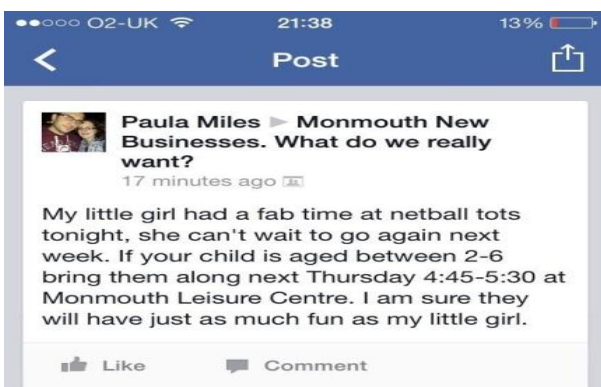 O2-UK 21:38 13%
Post
Paula Miles ▶ Monmouth New
Businesses. What do we really
want?
17 minutes ago
My little girl had a fab time at netball tots
tonight, she can't wait to go again next
week. If your child is aged between 2-6
bring them along next Thursday 4:45-5:30 at
Monmouth Leisure Centre. I am sure they
will have just as much fun as my little girl.
Like Comment